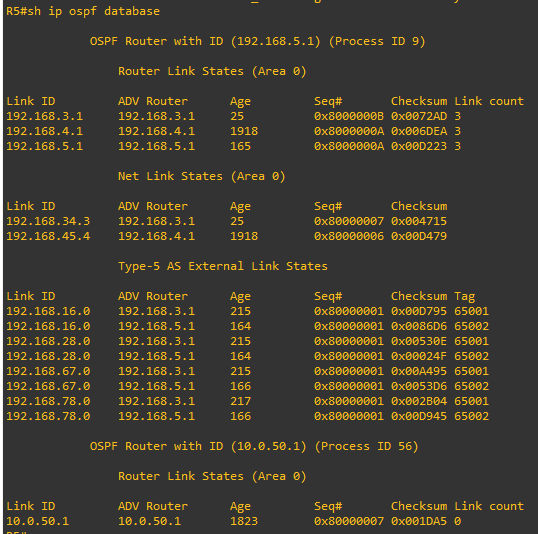 R5#sh ip ospf database
OSPF Router with ID (192.168.5.1) (Process ID 9)
Router Link States (Area 0)
Link ID ADV Router Age Seq# Checksum Link count
192.168.3.1 192.168.3.1 25 0x8000000B 0x0072AD 3
192.168.4.1 192.168.4.1 1918 0x8000000A 0x006DEA 3
192.168.5.1 192.168.5.1 165 0x8000000A 0x00D223 3
Net Link States (Area 0)
Link ID ADV Router Age Seq# Checksum
192.168.34.3 192.168.3.1 25 0x80000007 0x004715
192.168.45.4 192.168.4.1 1918 0x80000006 0x00D479
Type-5 AS External Link States
Link ID ADV Router Age Seq# Checksum Tag
192.168.16.0 192.168.3.1 215 0x80000001 0x00D795 65001
192.168.16.0 192.168.5.1 164 0x80000001 0x0086D6 65002
192.168.28.0 192.168.3.1 215 0x80000001 0x00530E 65001
192.168.28.0 192.168.5.1 164 0x80000001 0x00024F 65002
192.168.67.0 192.168.3.1 215 0x80000001 0x00A495 65001
192.168.67.0 192.168.5.1 166 0x80000001 0x0053D6 65002
192.168.78.0 192.168.3.1 217 0x80000001 0x002B04 65001
192.168.78.0 192.168.5.1 166 0x80000001 0x00D945 65002
OSPF Router with ID (10.0.50.1) (Process ID 56)
Router Link States (Area 0)
Link ID ADV Router Age Seq# Checksum Link count
10.0.50.1 10.0.50.1 1823 0x80000007 0x001DA5 0
R5#